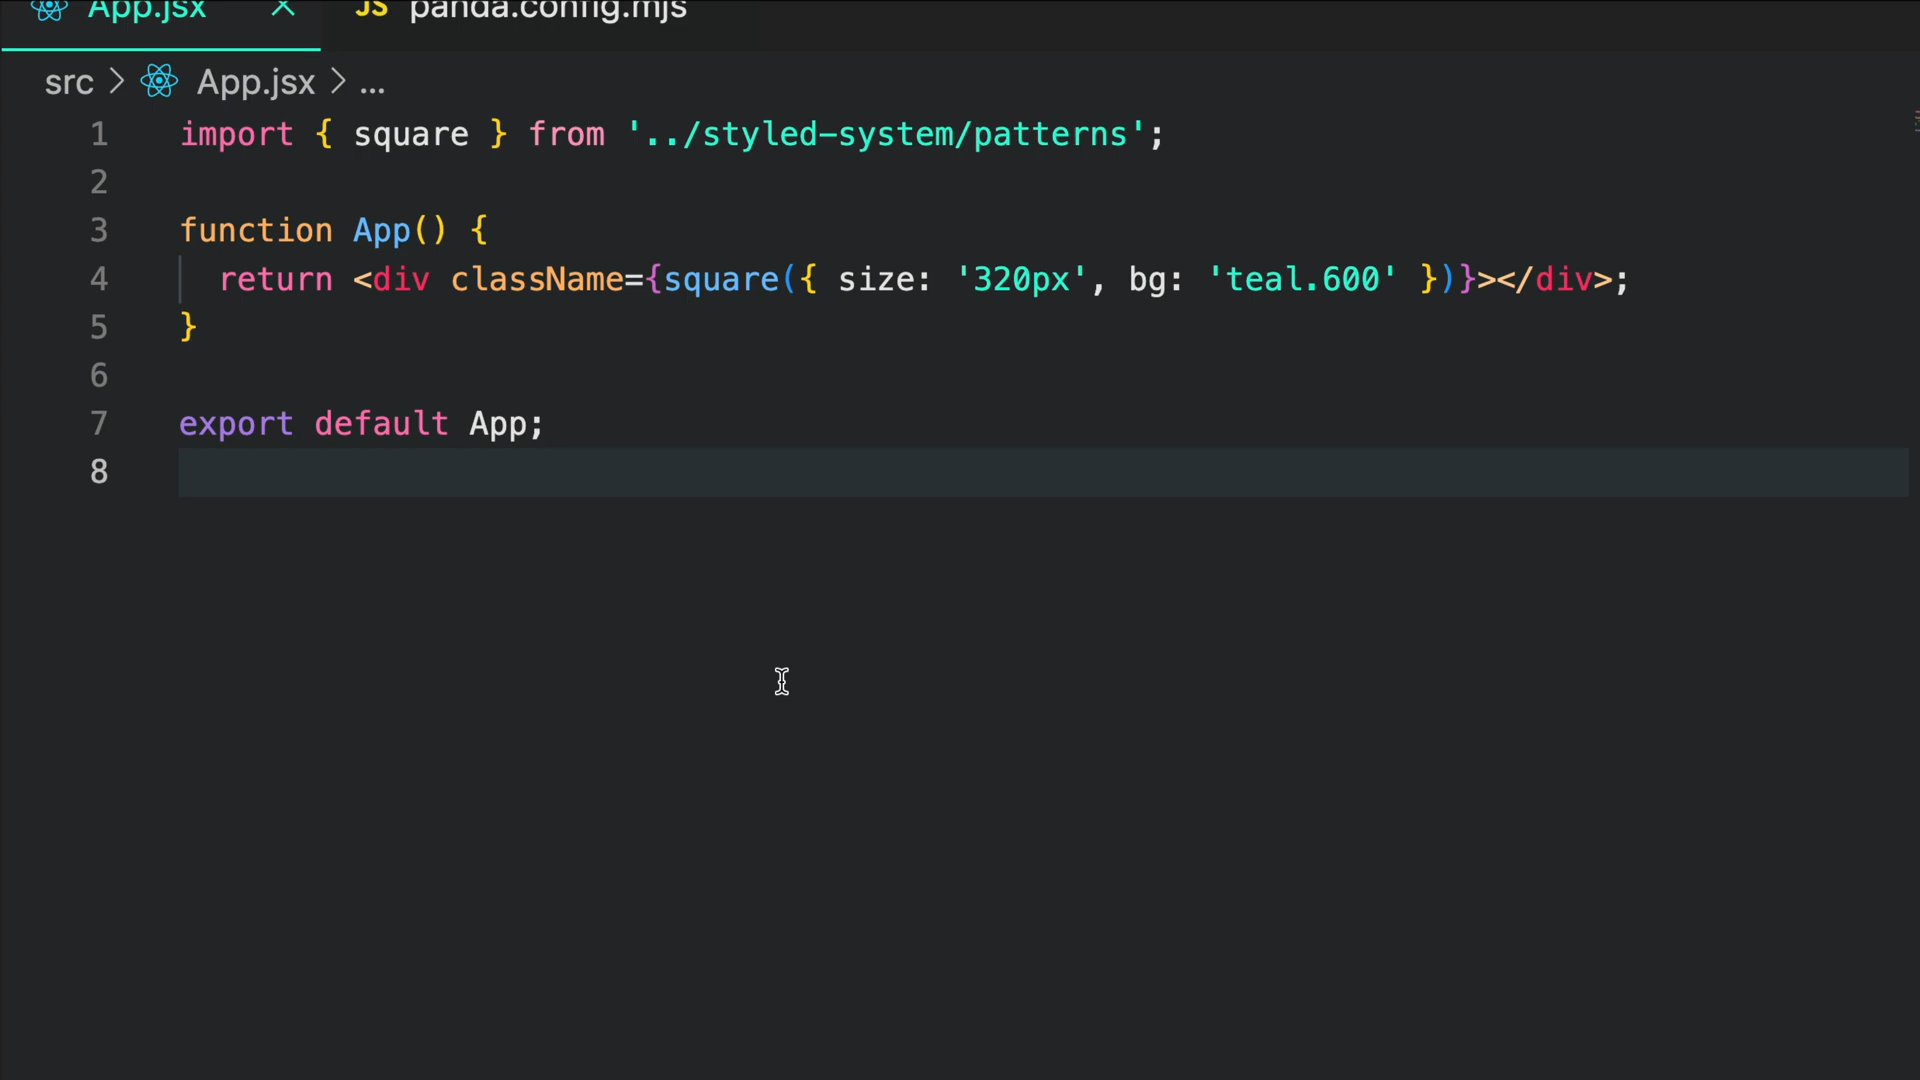 App.jsx × JS panda.config.mjs
src > App.jsx > ...
1 import { square } from '../styled-system/patterns';
2
3 function App() {
4   return <div className={square({ size: '320px', bg: 'teal.600' })}></div>;
5 }
6
7 export default App;
8